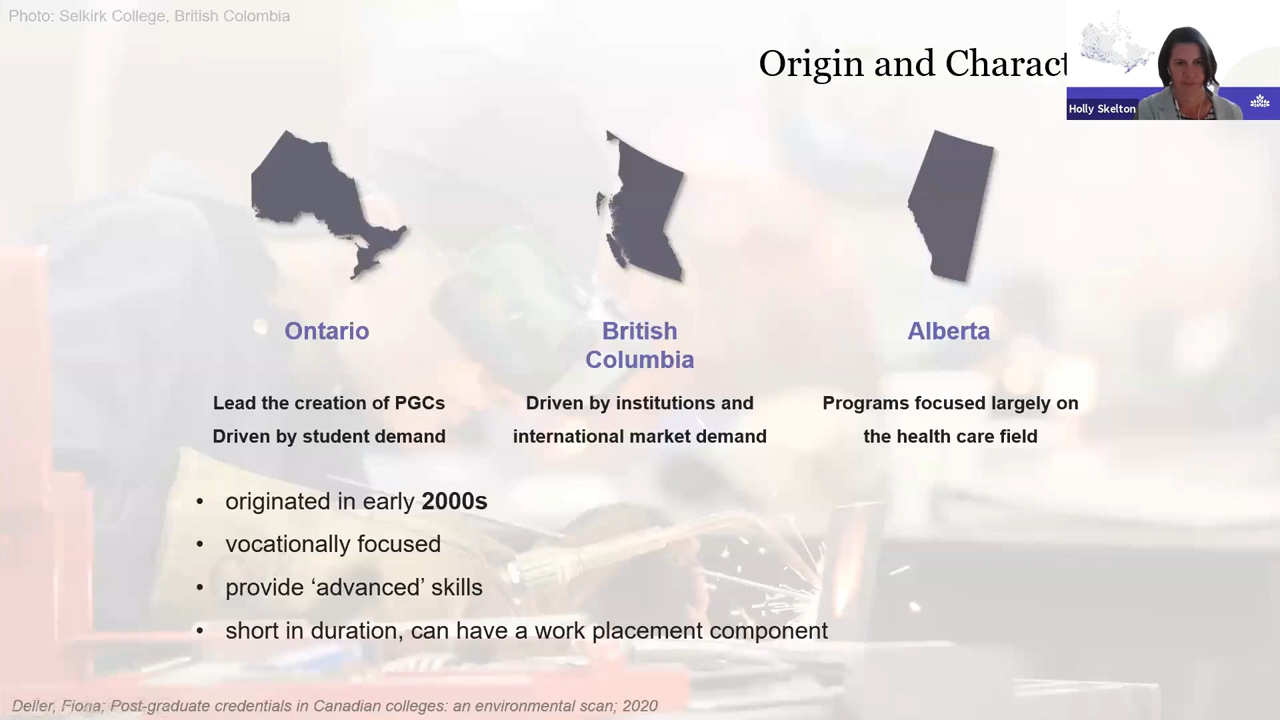 Photo: Selkirk College, British Colombia
Origin and Charact
Holly Skelton
Ontario
Lead the creation of PGCs
Driven by student demand
British
Columbia
Driven by institutions and
international market demand
Alberta
Programs focused largely on
the health care field
• originated in early 2000s
• vocationally focused
• provide ‘advanced’ skills
• short in duration, can have a work placement component
Deller, Fiona; Post-graduate credentials in Canadian colleges: an environmental scan; 2020